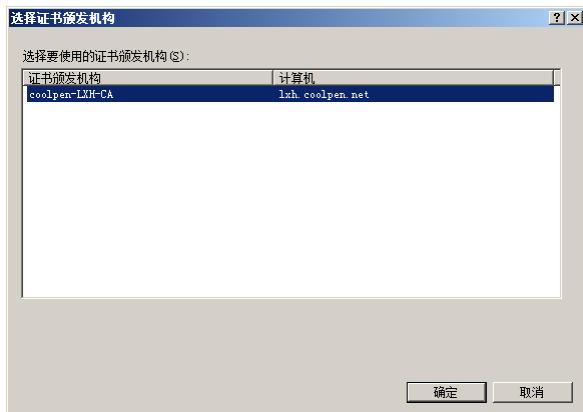 选择证书颁发机构
选择要使用的证书颁发机构(S):
证书颁发机构 计算机
coolpen-LXH-CA lxh.coolpen.net
确定 取消